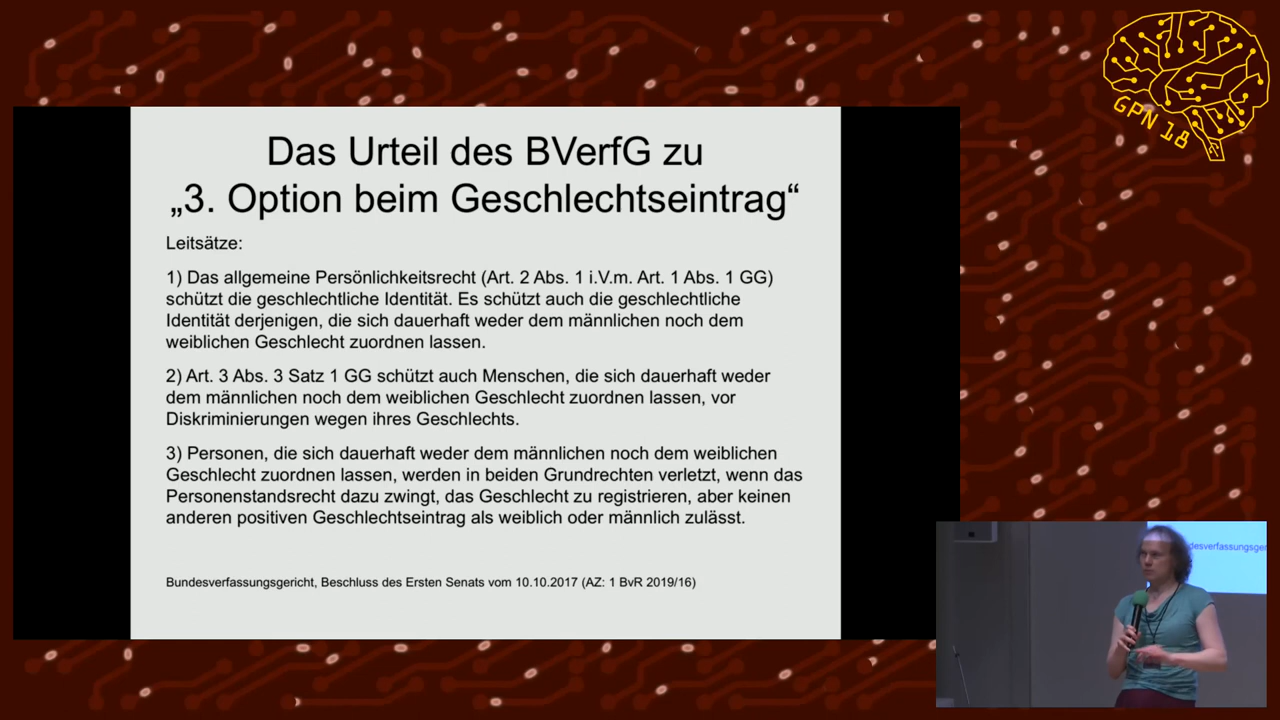 GPN 18
Das Urteil des BVerfG zu
„3. Option beim Geschlechtseintrag“
Leitsätze:
1) Das allgemeine Persönlichkeitsrecht (Art. 2 Abs. 1 i.V.m. Art. 1 Abs. 1 GG)
schützt die geschlechtliche Identität. Es schützt auch die geschlechtliche
Identität derjenigen, die sich dauerhaft weder dem männlichen noch dem
weiblichen Geschlecht zuordnen lassen.
2) Art. 3 Abs. 3 Satz 1 GG schützt auch Menschen, die sich dauerhaft weder
dem männlichen noch dem weiblichen Geschlecht zuordnen lassen, vor
Diskriminierungen wegen ihres Geschlechts.
3) Personen, die sich dauerhaft weder dem männlichen noch dem weiblichen
Geschlecht zuordnen lassen, werden in beiden Grundrechten verletzt, wenn das
Personenstandsrecht dazu zwingt, das Geschlecht zu registrieren, aber keinen
anderen positiven Geschlechtseintrag als weiblich oder männlich zulässt.
Bundesverfassungsgericht, Beschluss des Ersten Senats vom 10.10.2017 (AZ: 1 BvR 2019/16)
desverfassungsger